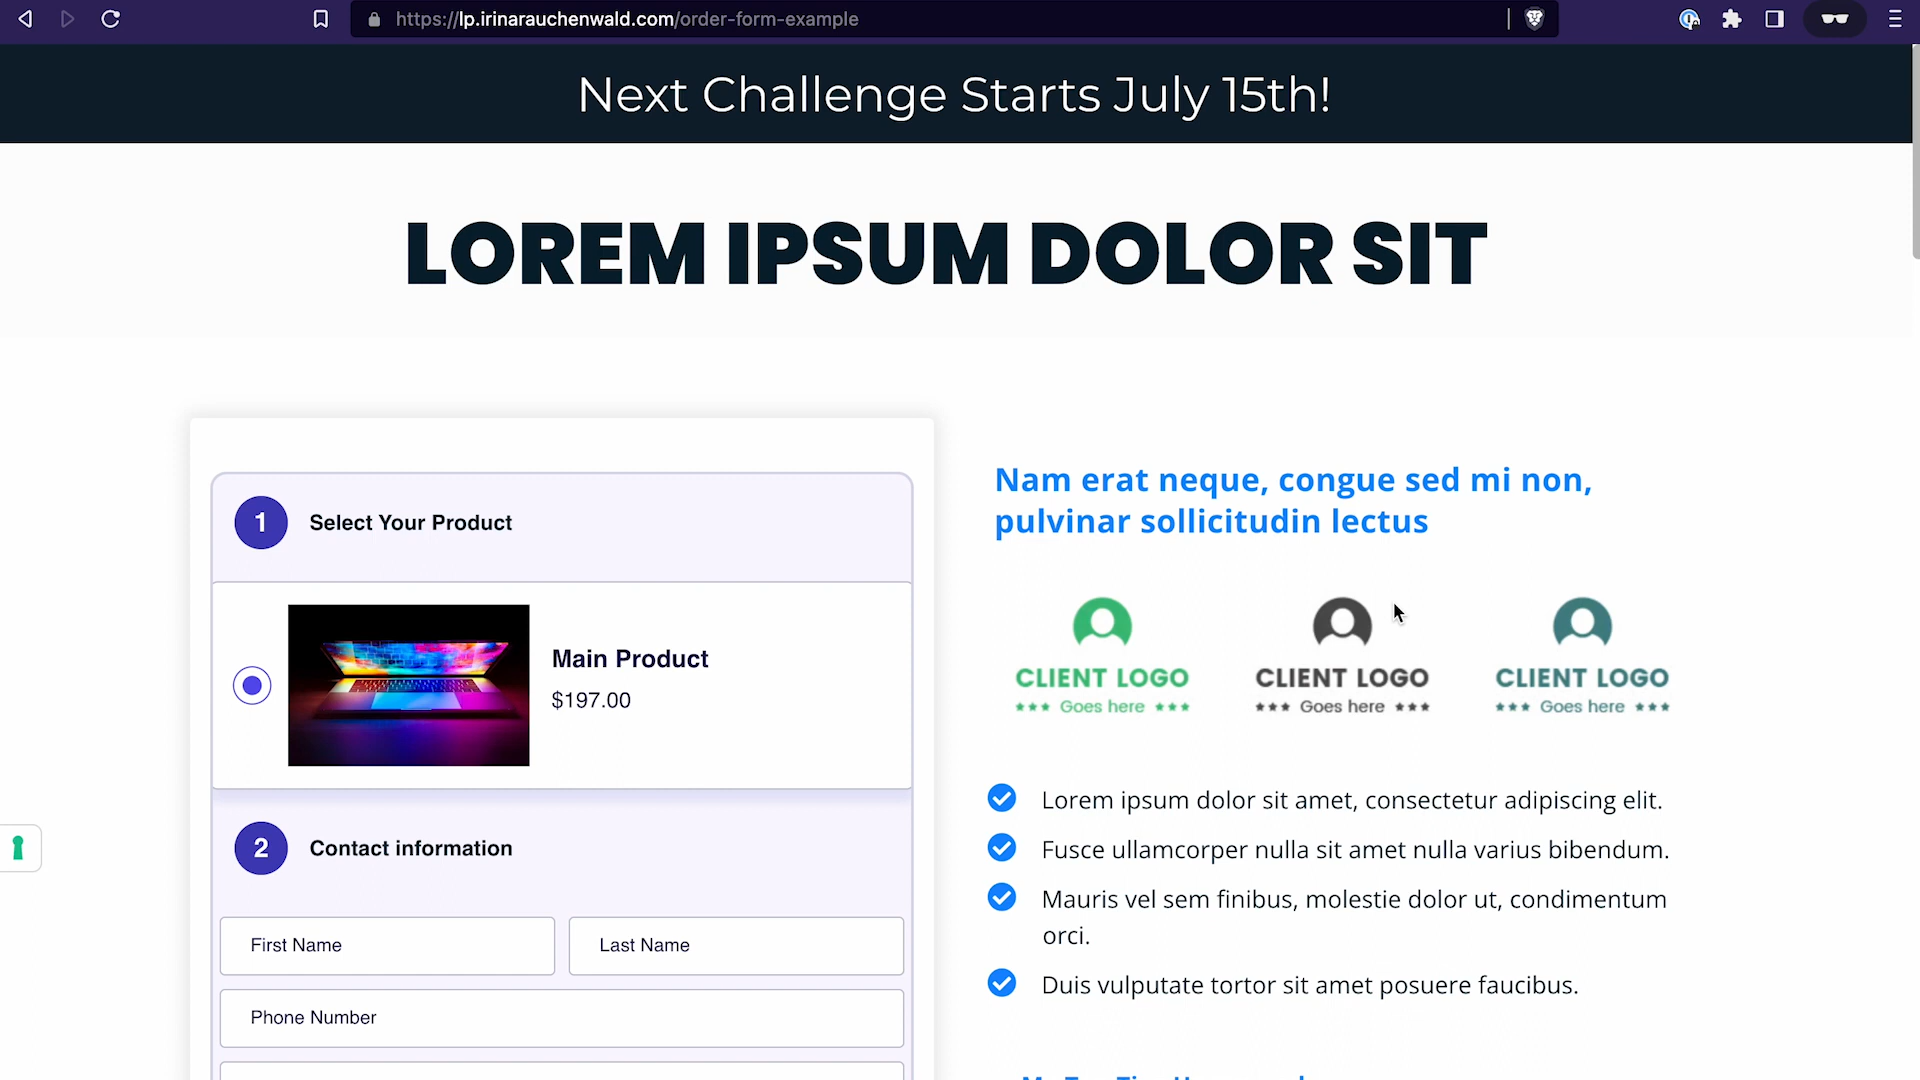 https://lp.irinarauchenwald.com/order-form-example
Next Challenge Starts July 15th!
LOREM IPSUM DOLOR SIT
1 Select Your Product
Main Product
$197.00
2 Contact information
First Name Last Name
Phone Number
Nam erat neque, congue sed mi non,
pulvinar sollicitudin lectus
CLIENT LOGO CLIENT LOGO CLIENT LOGO
Goes here Goes here Goes here
Lorem ipsum dolor sit amet, consectetur adipiscing elit.
Fusce ullamcorper nulla sit amet nulla varius bibendum.
Mauris vel sem finibus, molestie dolor ut, condimentum
orci.
Duis vulputate tortor sit amet posuere faucibus.